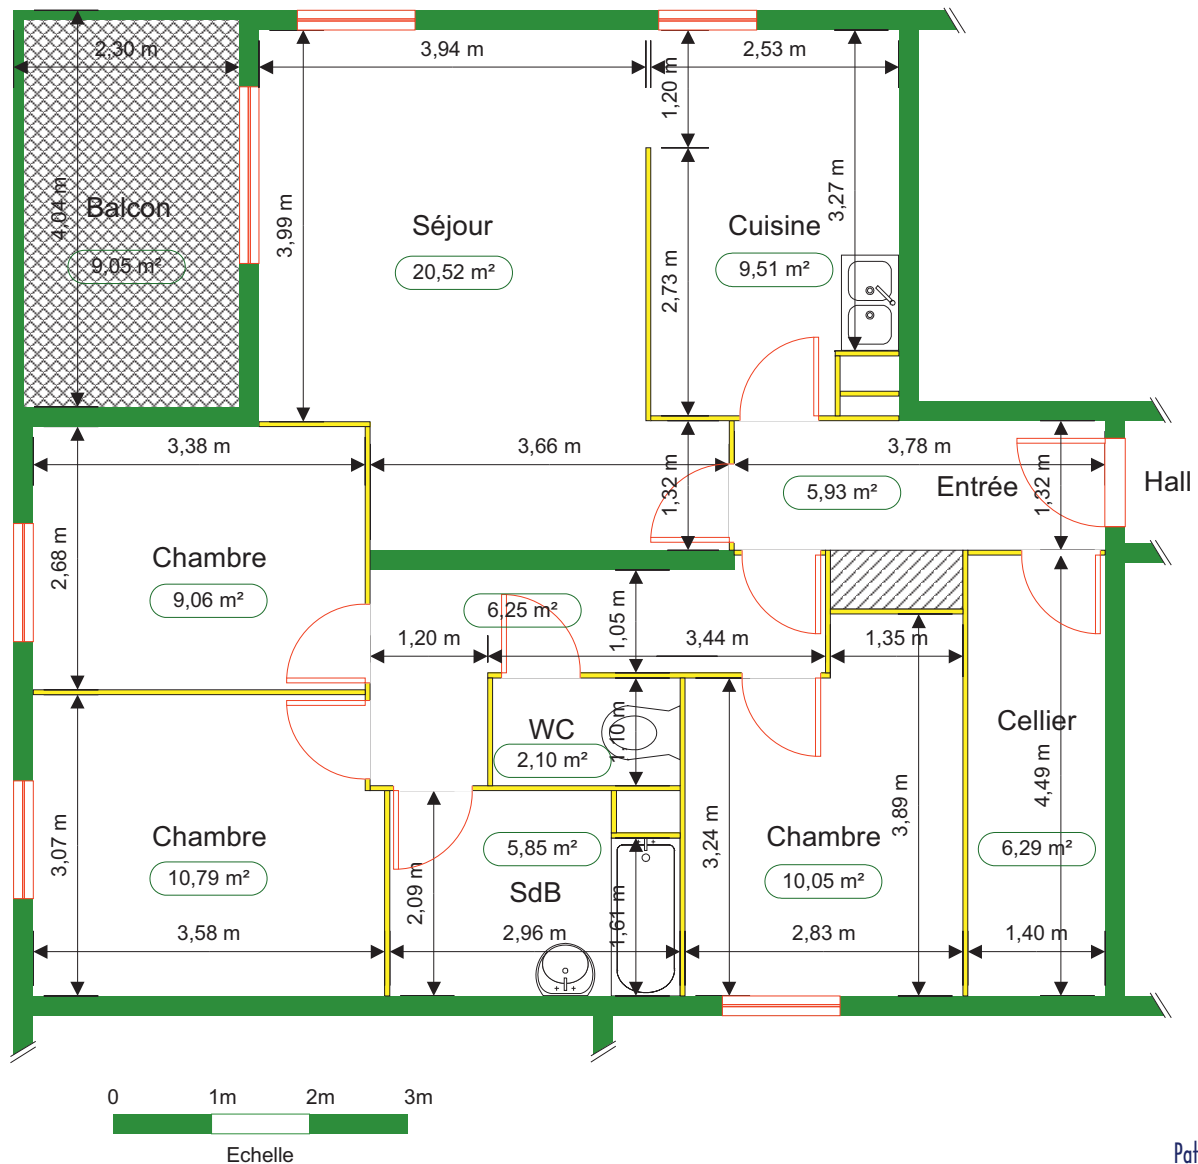 2,30 m
3,94 m
2,53 m
1,20 m
4,04 m
Balcon
9,05 m²
3,99 m
Séjour
20,52 m²
Cuisine
9,51 m²
3,27 m
2,73 m
3,38 m
3,66 m
3,78 m
1,32 m
5,93 m²
Entrée
1,32 m
Hall
2,68 m
Chambre
9,06 m²
6,25 m²
1,20 m
1,05 m
3,44 m
1,35 m
WC
2,10 m²
1,10 m
Cellier
4,49 m
6,29 m²
1,40 m
3,07 m
Chambre
10,79 m²
3,58 m
2,09 m
5,85 m²
SdB
2,96 m
1,61 m
3,24 m
Chambre
10,05 m²
3,89 m
2,83 m
0 1m 2m 3m
Echelle
Pat